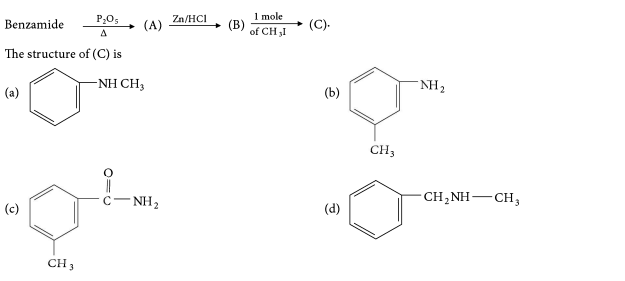 Benzamide P₂O₅ Δ (A) Zn/HCl (B) 1 mole of CH₃I (C).
The structure of (C) is
(a) NH CH₃
(b) NH₂ CH₃
(c) O C NH₂ CH₃
(d) CH₂NH CH₃